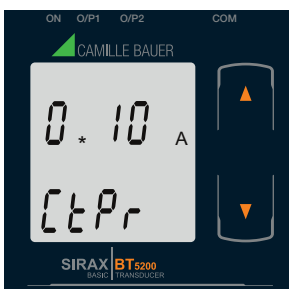 ON O/P1 O/P2 COM
CAMILLE BAUER
0 * 10 A
CtPr
SIRAX BT5200
BASIC TRANSDUCER